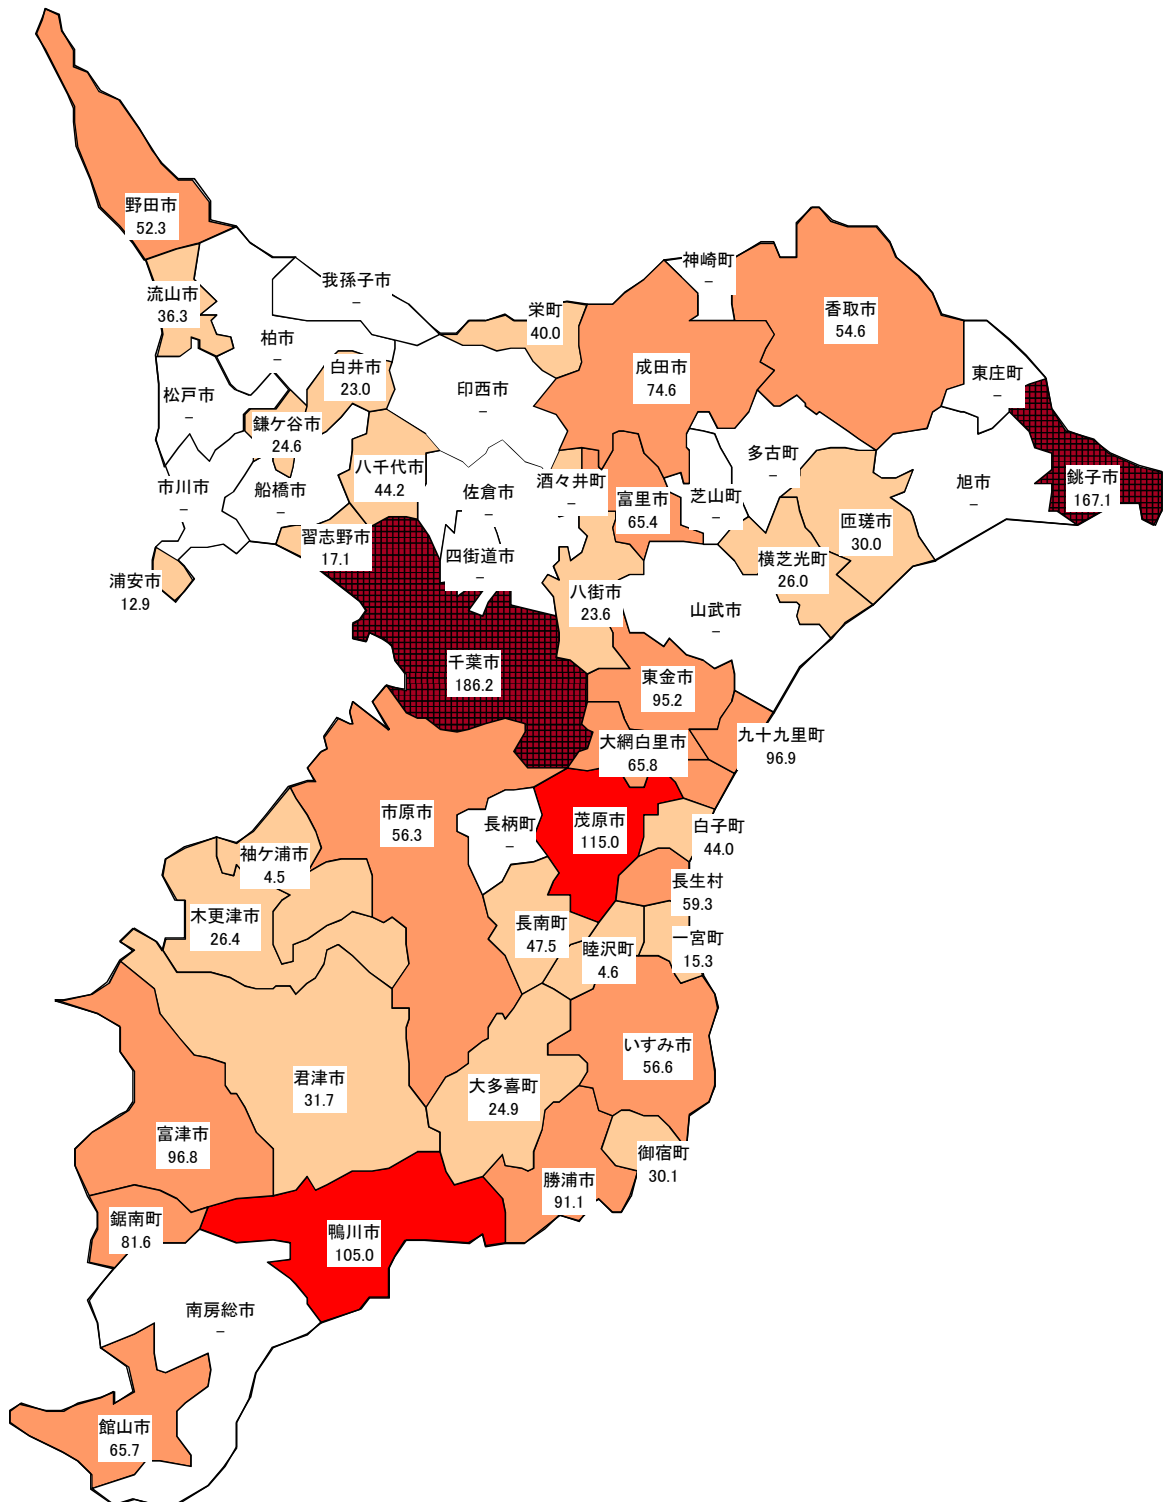 野田市
52.3
流山市
36.3
我孫子市
–
柏市
–
松戸市
–
白井市
23.0
鎌ケ谷市
24.6
市川市
–
船橋市
–
八千代市
44.2
習志野市
17.1
浦安市
12.9
栄町
40.0
印西市
–
神崎町
–
成田市
74.6
香取市
54.6
東庄町
–
銚子市
167.1
旭市
–
多古町
–
匝瑳市
30.0
芝山町
–
横芝光町
26.0
富里市
65.4
酒々井町
–
佐倉市
–
四街道市
–
八街市
23.6
山武市
–
千葉市
186.2
東金市
95.2
大網白里市
65.8
九十九里町
96.9
市原市
56.3
長柄町
–
茂原市
115.0
白子町
44.0
長生村
59.3
一宮町
15.3
長南町
47.5
睦沢町
4.6
袖ケ浦市
4.5
木更津市
26.4
君津市
31.7
富津市
96.8
大多喜町
24.9
いすみ市
56.6
御宿町
30.1
勝浦市
91.1
鋸南町
81.6
鴨川市
105.0
南房総市
–
館山市
65.7